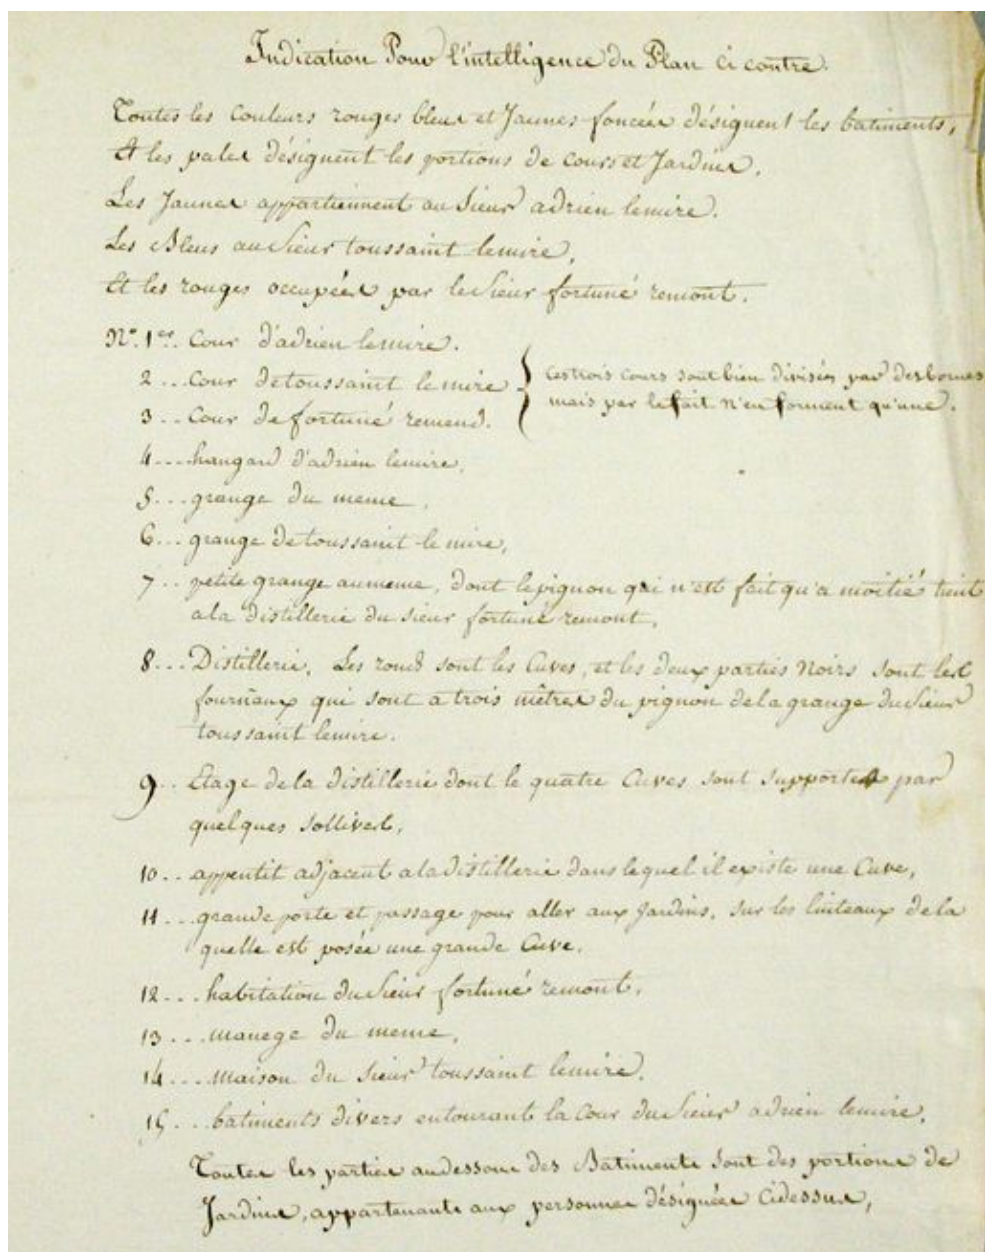 Indication Pour l'intelligence du Plan ci contre.
Toutes les couleurs rouges bleus et Jaunes foncées désignent les batiments,
Et les pales désignent les portions de cours et Jardins.
Les Jaunes appartiennent au Sieur adrien lemire.
Les Bleus au Sieur toussaint lemire,
Et les rouges occupées par le Sieur fortuné remont.
N.º 1er. Cour d'adrien lemire.
2 ... Cour de toussaint lemire
3 .. Cour de fortuné remond.
Ces trois cours sont bien divisées par des bornes
mais par le fait n'en forment qu'une.
4 .... hangard d'adrien lemire,
5 ... grange du meme,
6 ... grange de toussaint lemire,
7 .. petite grange au meme, dont le pignon qui n'est fait qu'a moitié tient
a la distillerie du sieur fortuné remont,
8 ... Distillerie. Les ronds sont les Cuves, et les deux parties Noirs sont les
fourneaux qui sont a trois mètres du pignon de la grange du Sieur
toussaint lemire.
9 .. Etage de la distillerie dont le quatre Cuves sont supportes par
quelques sollives,
10 .. appentit adjacent a la distillerie dans lequel il existe une Cuve,
11 ... grande porte et passage pour aller aux Jardins, sur les linteaux de la
quelle est posée une grande Cuve,
12 ... habitation du Sieur fortuné remont,
13 .... manege du meme,
14 .... maison du Sieur toussaint lemire,
15 ... batiments divers entourant la Cour du Sieur adrien lemire,
Toutes les parties audessous des Batiments sont des portions de
Jardins, appartenants aux personnes désignées Cidessus,